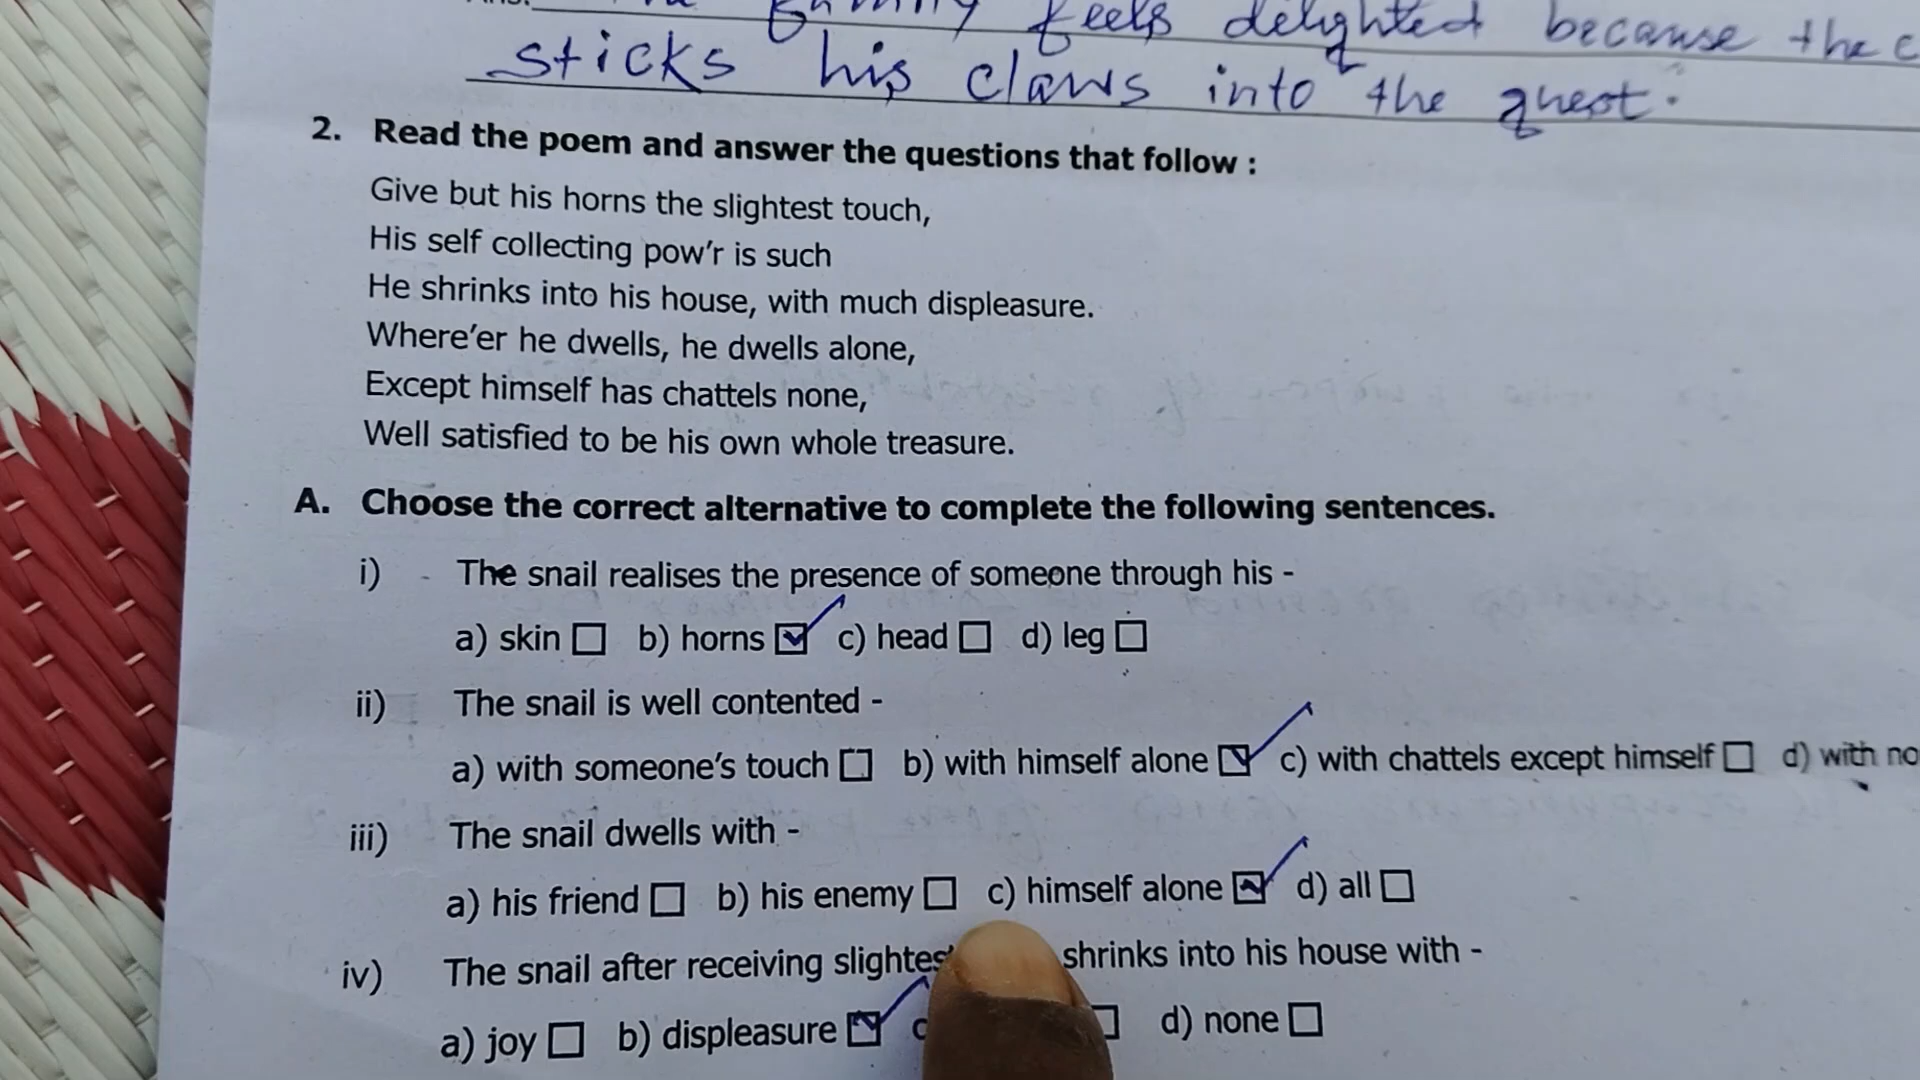 feels delighted because the
sticks his claws into the guest.
2. Read the poem and answer the questions that follow :
Give but his horns the slightest touch,
His self collecting pow'r is such
He shrinks into his house, with much displeasure.
Where'er he dwells, he dwells alone,
Except himself has chattels none,
Well satisfied to be his own whole treasure.
A. Choose the correct alternative to complete the following sentences.
i) The snail realises the presence of someone through his -
a) skin b) horns c) head d) leg
ii) The snail is well contented -
a) with someone's touch b) with himself alone c) with chattels except himself d) with no
iii) The snail dwells with -
a) his friend b) his enemy c) himself alone d) all
iv) The snail after receiving slightes shrinks into his house with -
a) joy b) displeasure d) none